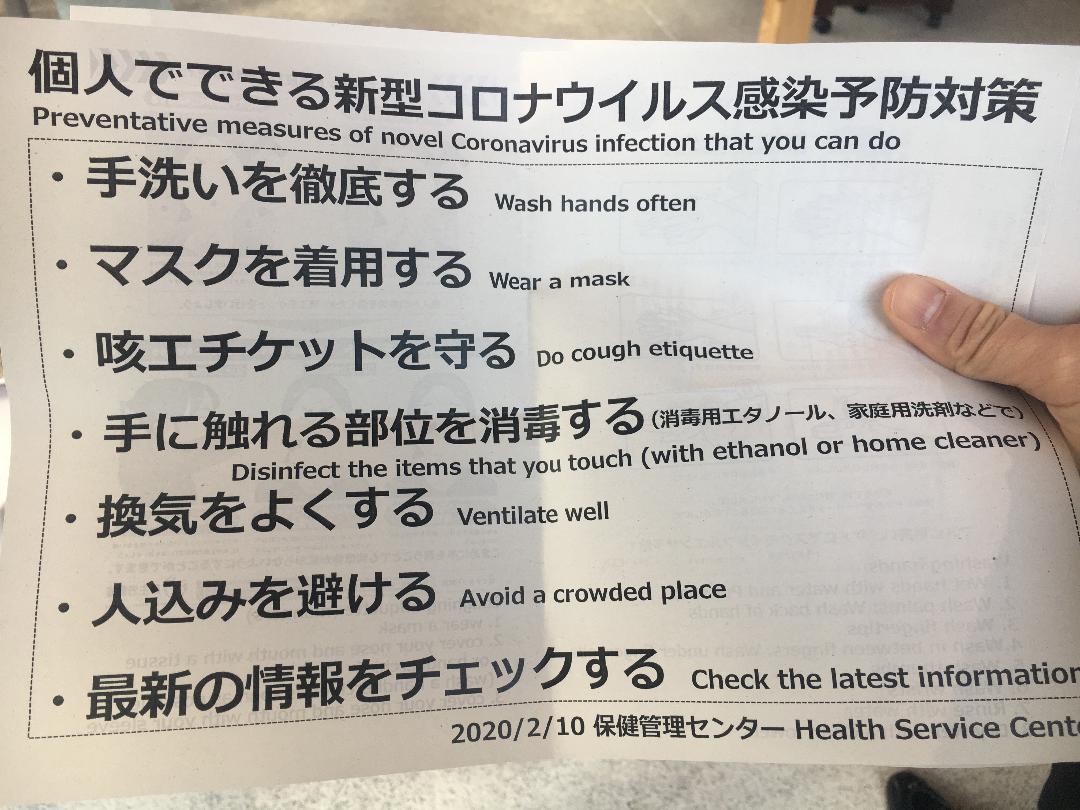 個人でできる新型コロナウイルス感染予防対策
Preventative measures of novel Coronavirus infection that you can do
・手洗いを徹底する Wash hands often
・マスクを着用する Wear a mask
・咳エチケットを守る Do cough etiquette
・手に触れる部位を消毒する(消毒用エタノール、家庭用洗剤などで)
Disinfect the items that you touch (with ethanol or home cleaner)
・換気をよくする Ventilate well
・人込みを避ける Avoid a crowded place
・最新の情報をチェックする Check the latest information
2020/2/10 保健管理センター Health Service Cent